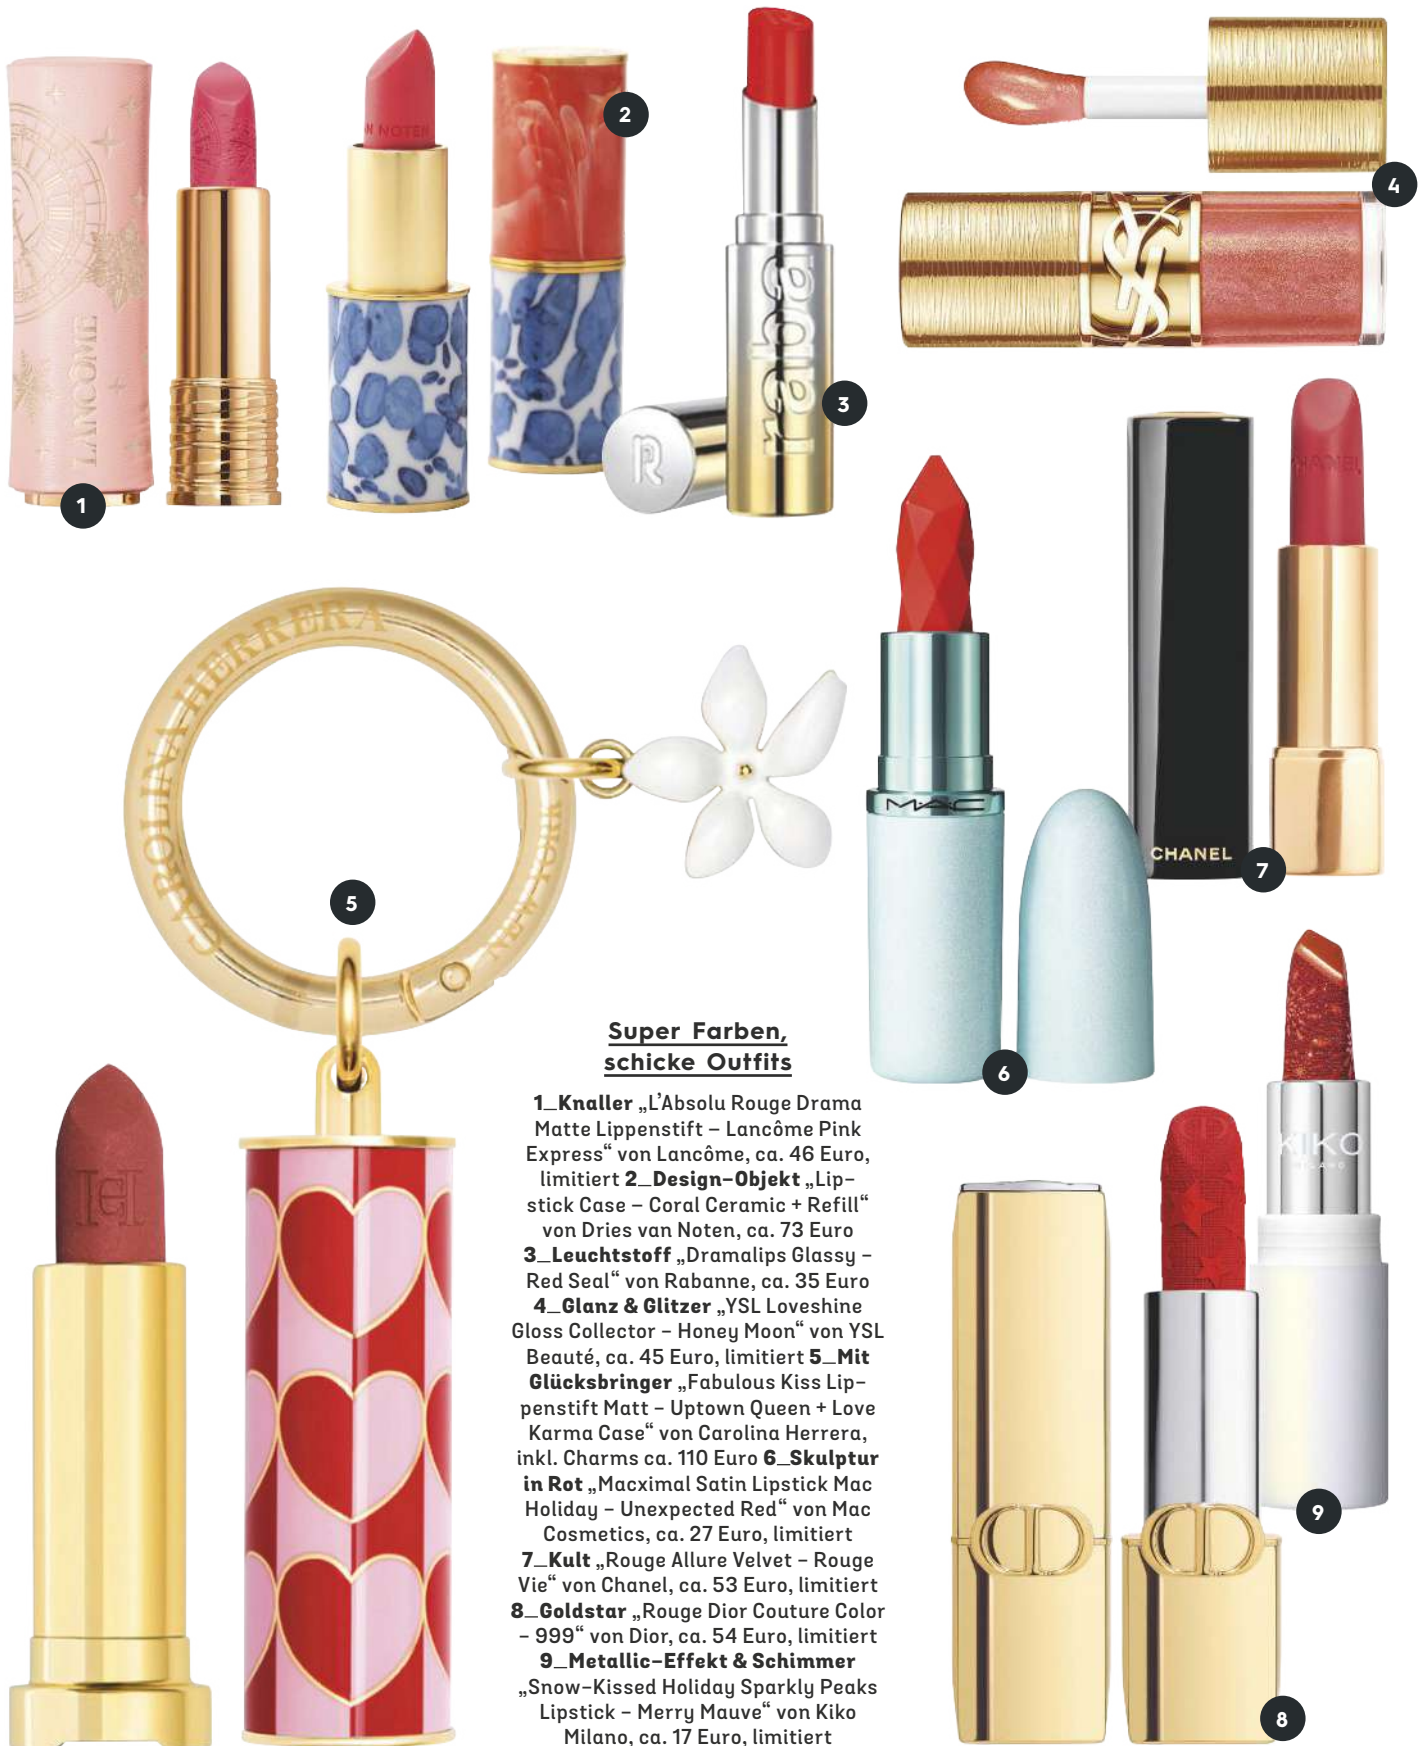 LANCÔME
1
N NOTEN
2
rabanne
R
3
YSL
4
CHANEL
CHANEL
7
CAROLINA HERRERA
NEW YORK
5
MAC
6
CH
KIKO
MILANO
9
CD
CD
8
Super Farben,
schicke Outfits
1_Knaller „L’Absolu Rouge Drama
Matte Lippenstift – Lancôme Pink
Express“ von Lancôme, ca. 46 Euro,
limitiert 2_Design-Objekt „Lip-
stick Case – Coral Ceramic + Refill“
von Dries van Noten, ca. 73 Euro
3_Leuchtstoff „Dramalips Glassy –
Red Seal“ von Rabanne, ca. 35 Euro
4_Glanz & Glitzer „YSL Loveshine
Gloss Collector – Honey Moon“ von YSL
Beauté, ca. 45 Euro, limitiert 5_Mit
Glücksbringer „Fabulous Kiss Lip-
penstift Matt – Uptown Queen + Love
Karma Case“ von Carolina Herrera,
inkl. Charms ca. 110 Euro 6_Skulptur
in Rot „Macximal Satin Lipstick Mac
Holiday – Unexpected Red“ von Mac
Cosmetics, ca. 27 Euro, limitiert
7_Kult „Rouge Allure Velvet – Rouge
Vie“ von Chanel, ca. 53 Euro, limitiert
8_Goldstar „Rouge Dior Couture Color
– 999“ von Dior, ca. 54 Euro, limitiert
9_Metallic-Effekt & Schimmer
„Snow-Kissed Holiday Sparkly Peaks
Lipstick – Merry Mauve“ von Kiko
Milano, ca. 17 Euro, limitiert